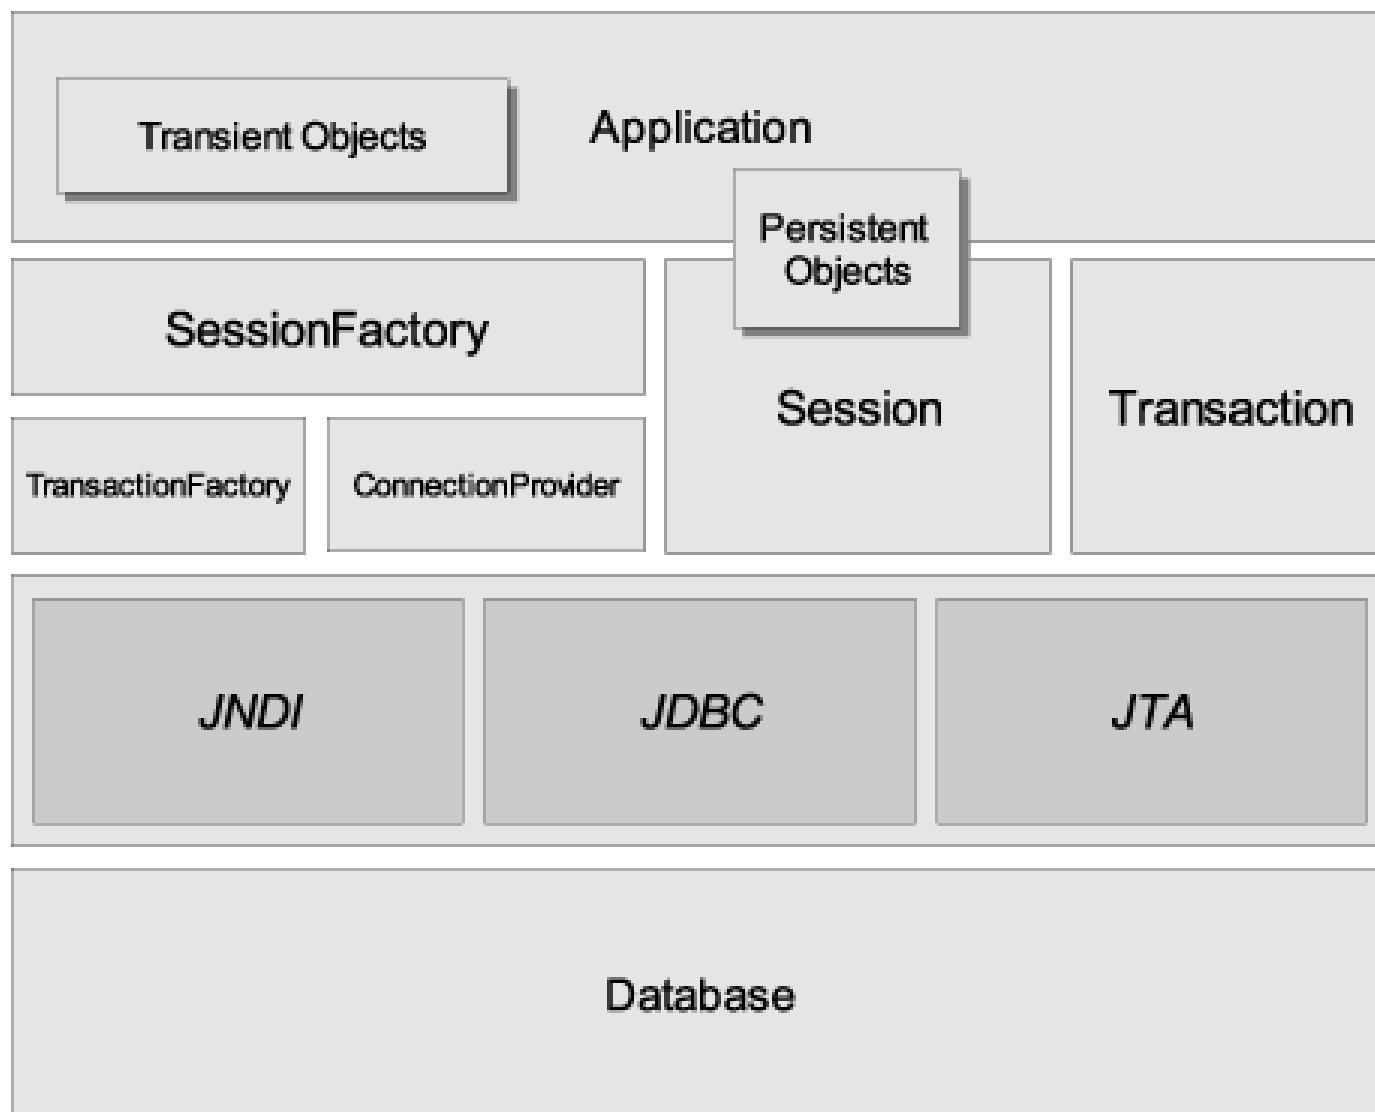 Transient Objects
Application
Persistent
Objects
SessionFactory
Session
Transaction
TransactionFactory
ConnectionProvider
JNDI
JDBC
JTA
Database